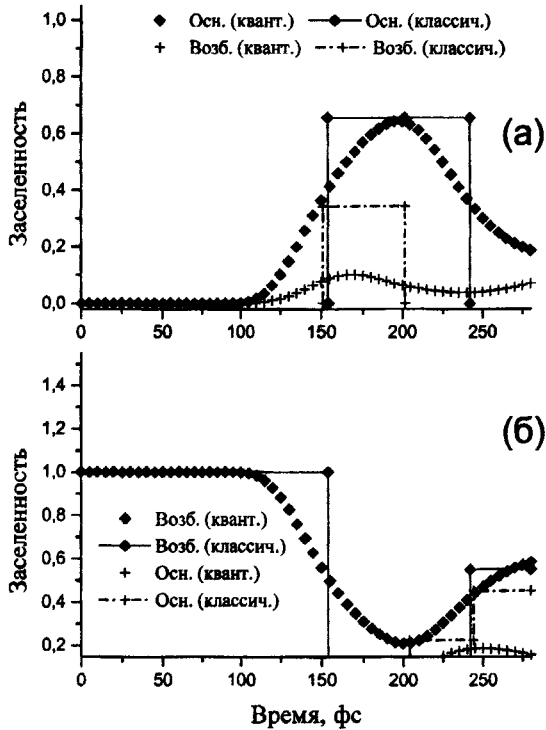 Осн. (квант.) Осн. (классич.)
Возб. (квант.) Возб. (классич.)
Заселенность
1,0
0,8
0,6
0,4
0,2
0,0
(а)
0 50 100 150 200 250
Заселенность
1,4
1,2
1,0
0,8
0,6
0,4
0,2
(б)
Возб. (квант.)
Возб. (классич.)
Осн. (квант.)
Осн. (классич.)
0 50 100 150 200 250
Время, фс